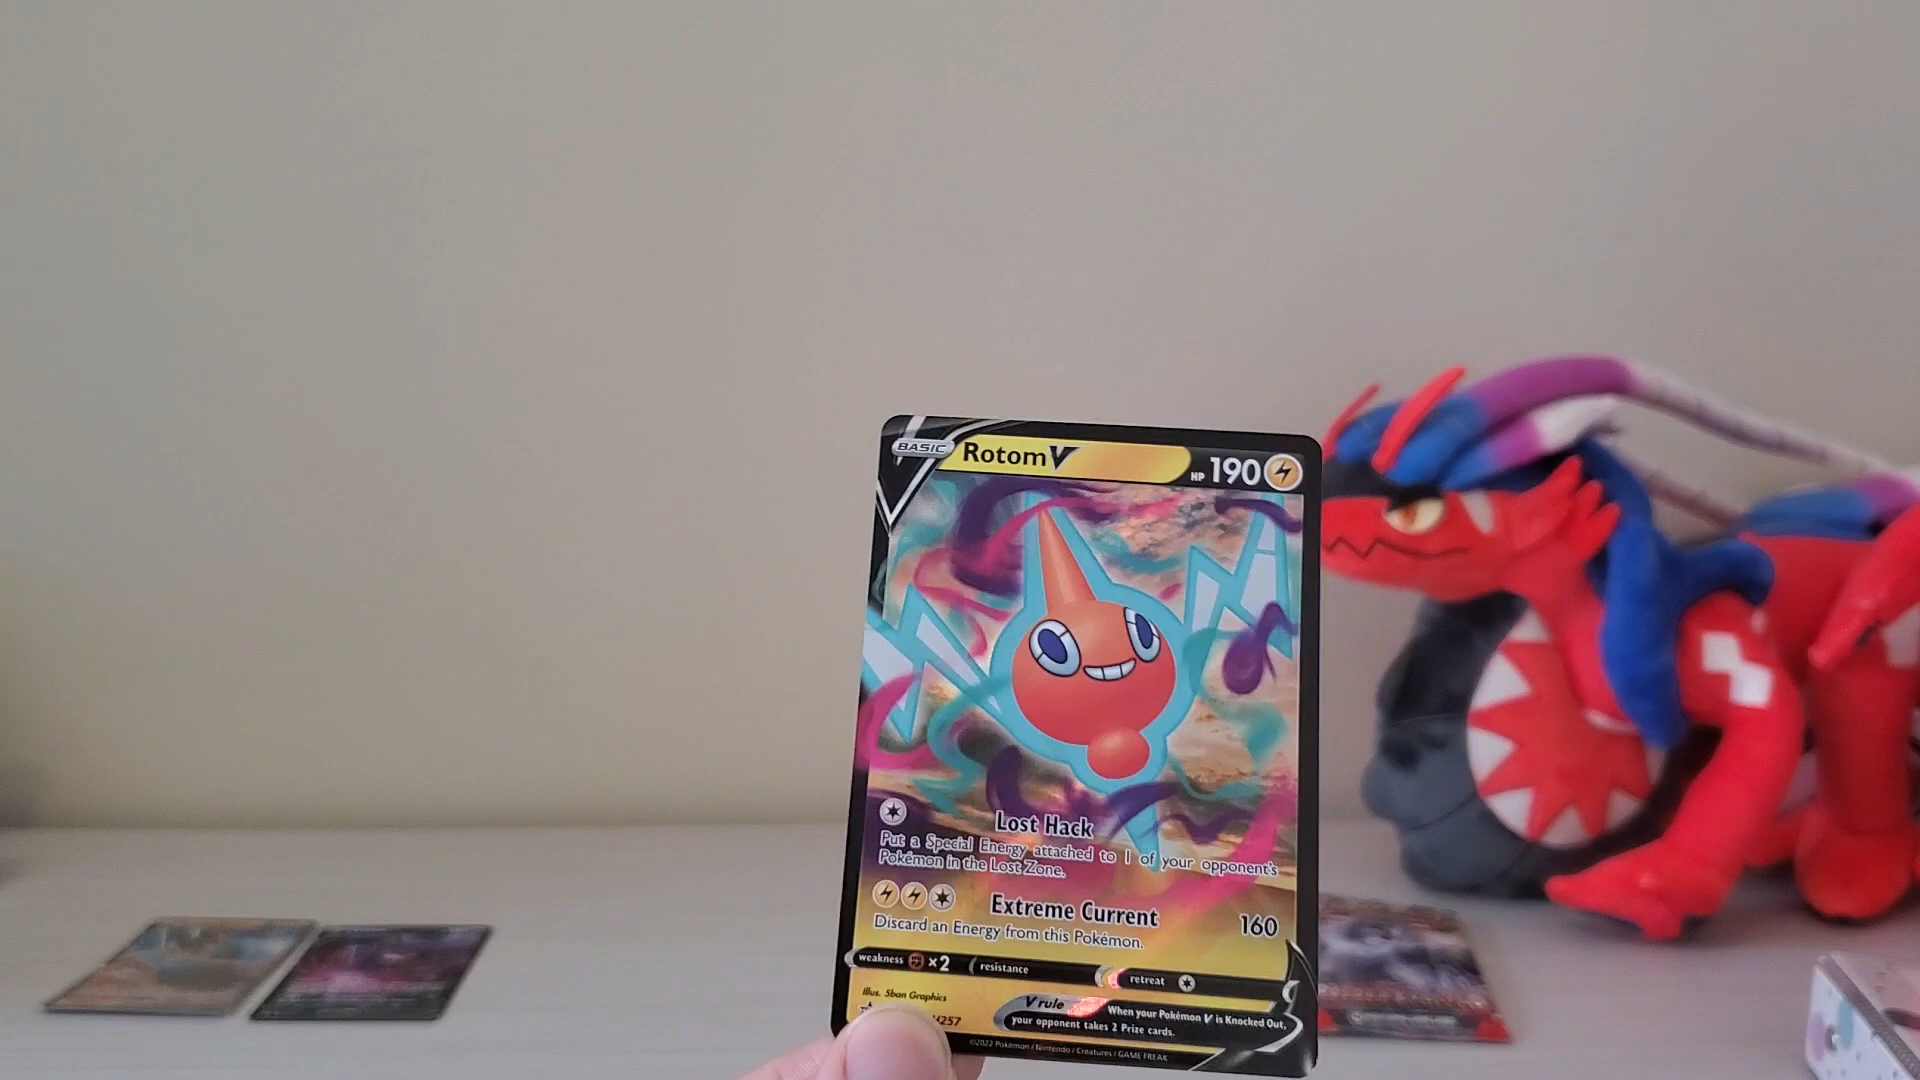 BASIC
Rotom V HP 190
Lost Hack
Put a Special Energy attached to 1 of your opponent's
Pokémon in the Lost Zone.
Extreme Current 160
Discard an Energy from this Pokémon.
weakness ×2 resistance retreat
Illus. 5ban Graphics
V rule When your Pokémon V is Knocked Out,
your opponent takes 2 Prize cards.
©2022 Pokémon / Nintendo / Creatures / GAME FREAK